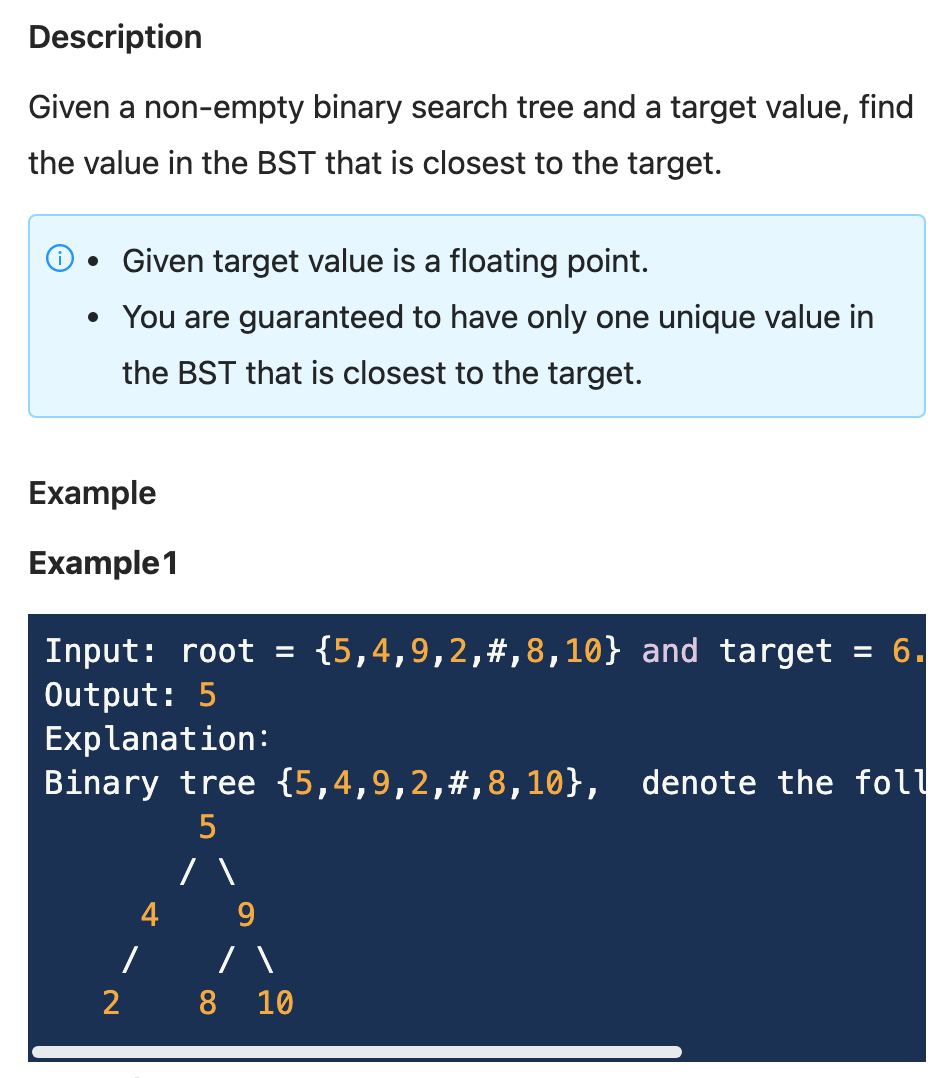 Description
Given a non-empty binary search tree and a target value, find
the value in the BST that is closest to the target.
• Given target value is a floating point.
• You are guaranteed to have only one unique value in
the BST that is closest to the target.
Example
Example1
Input: root = {5,4,9,2,#,8,10} and target = 6.
Output: 5
Explanation:
Binary tree {5,4,9,2,#,8,10},  denote the foll
        5
       / \
     4    9
    /    / \
   2    8  10